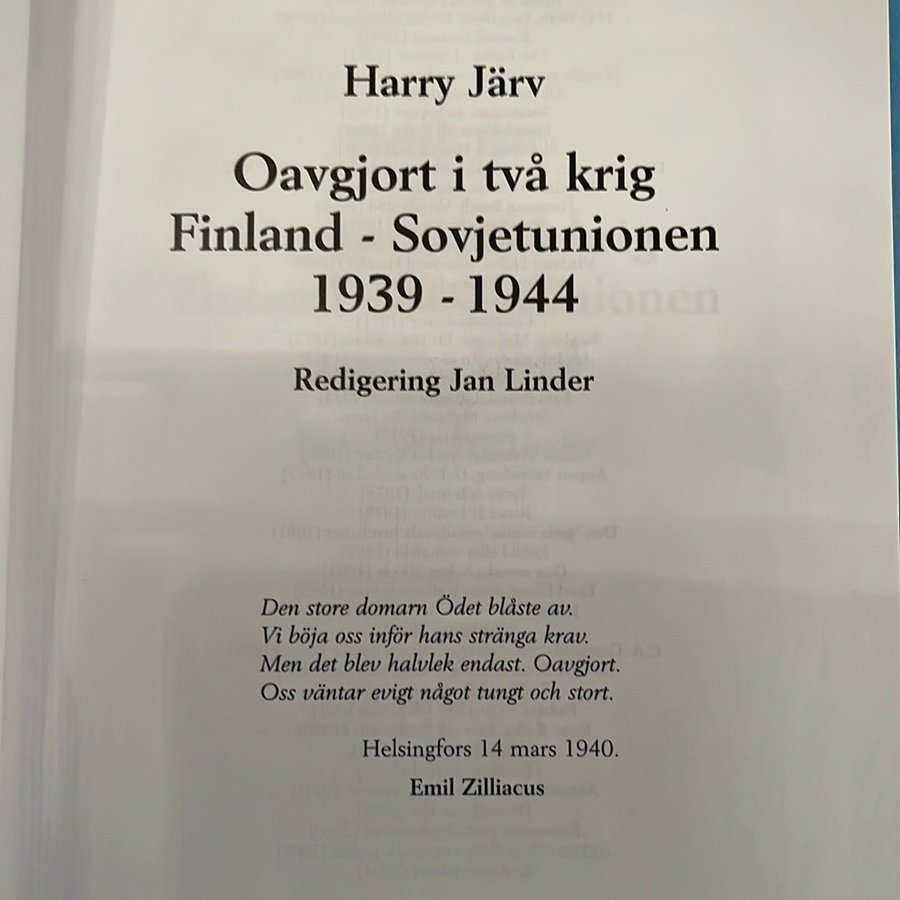 Harry Järv
Oavgjort i två krig
Finland - Sovjetunionen
1939 - 1944
Redigering Jan Linder
Den store domarn Ödet blåste av.
Vi böja oss inför hans stränga krav.
Men det blev halvlek endast. Oavgjort.
Oss väntar evigt något tungt och stort.
Helsingfors 14 mars 1940.
Emil Zilliacus